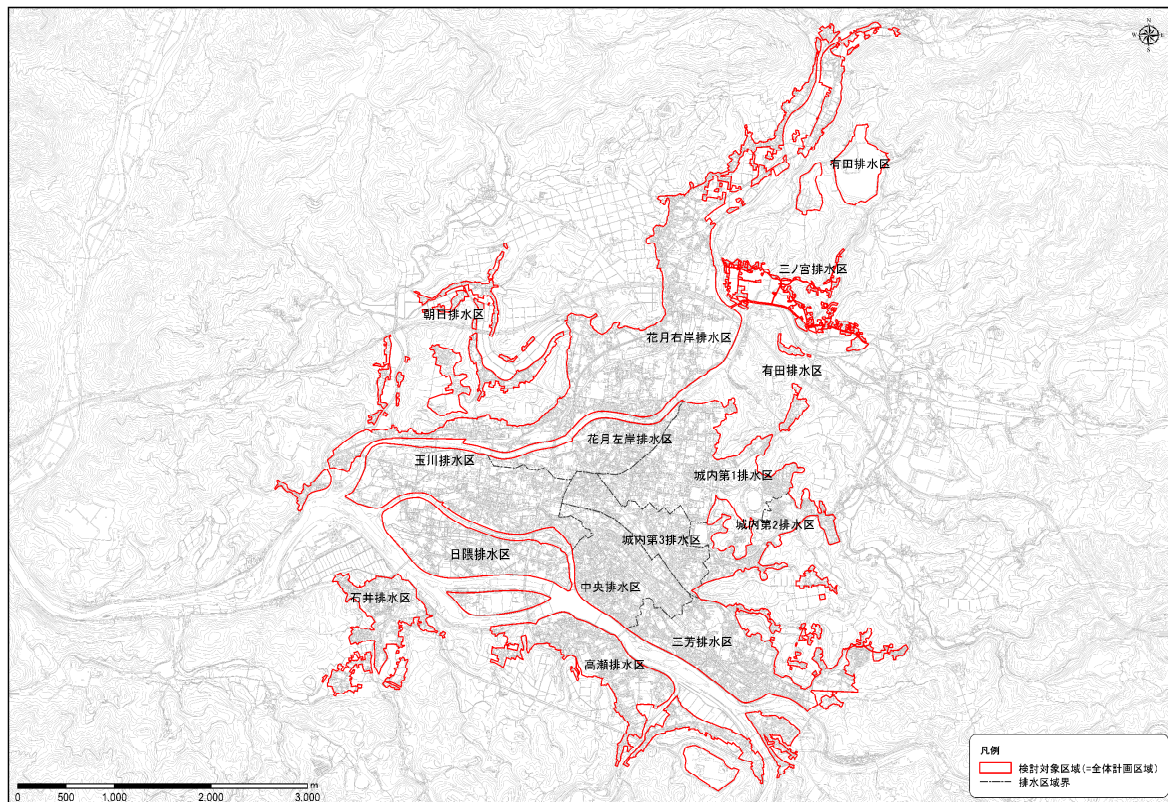 N
W E
S
有田排水区
三ノ宮排水区
朝日排水区
花月右岸排水区
有田排水区
花月左岸排水区
玉川排水区
城内第1排水区
城内第2排水区
城内第3排水区
日隈排水区
中央排水区
石井排水区
三芳排水区
高瀬排水区
凡例
検討対象区域(=全体計画区域)
排水区域界
m
0 500 1,000 2,000 3,000